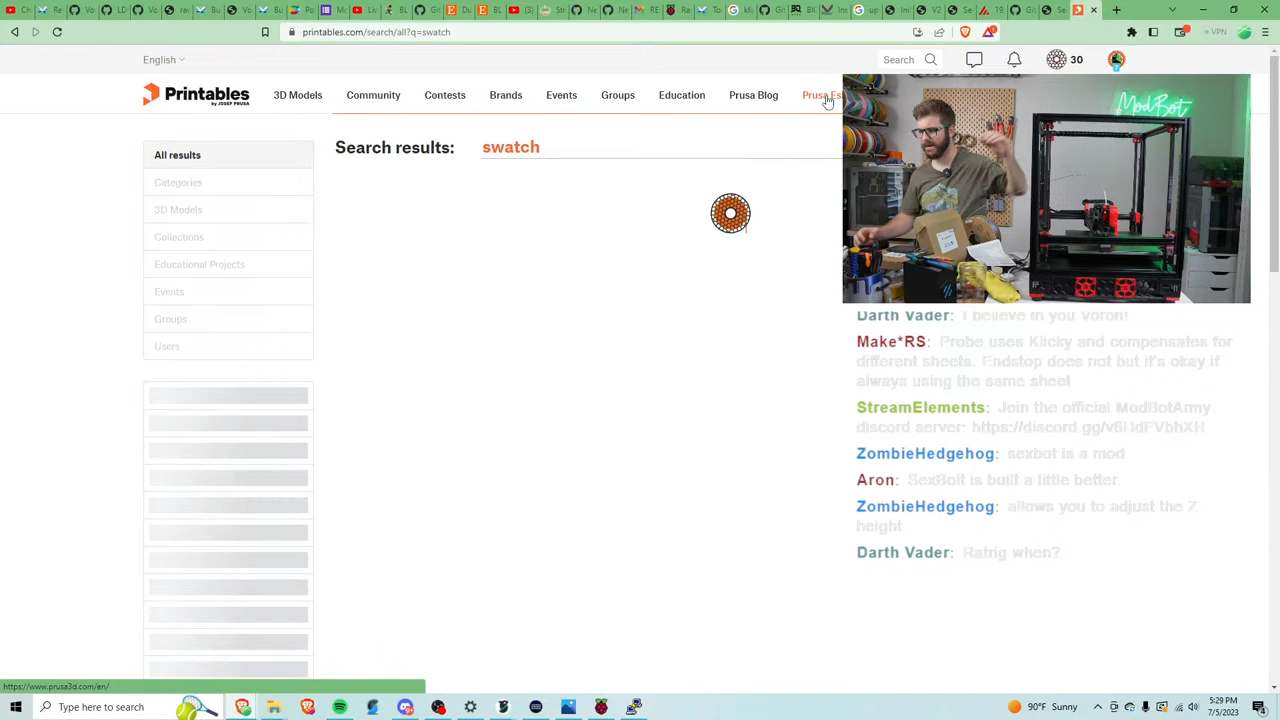 printables.com/search/all?q=swatch
VPN
English
Search
30
Printables
by JOSEF PRUSA
3D Models
Community
Contests
Brands
Events
Groups
Education
Prusa Blog
Prusa
All results
Categories
3D Models
Collections
Educational Projects
Events
Groups
Users
Search results: swatch
ModBot
Darth Vader: I believe in you Voron!
Make*RS: Probe uses Klicky and compensates for
different sheets. Endstop does not but it's okay if
always using the same sheet
StreamElements: Join the official ModBotArmy
discord server:
ZombieHedgehog: sexbot is a mod
Aron: SexBolt is built a little better.
ZombieHedgehog: allows you to adjust the Z
height
Darth Vader: Ratrig when?
https://www.prusa3d.com/en/
Type here to search
90°F Sunny
5:29 PM
7/5/2023